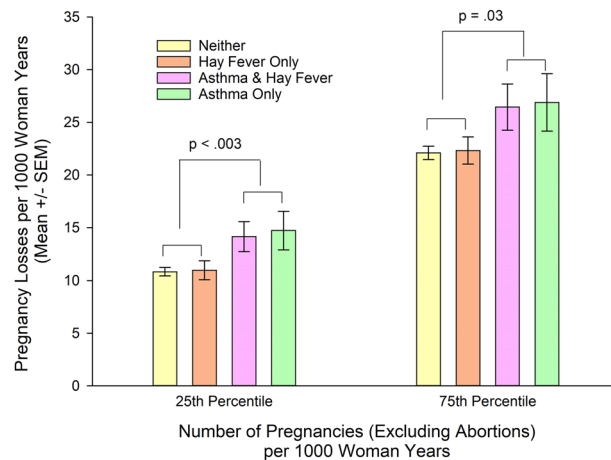 Pregnancy Losses per 1000 Woman Years
(Mean +/- SEM)
35
30
25
20
15
10
5
0
Neither
Hay Fever Only
Asthma & Hay Fever
Asthma Only
p < .003
p = .03
25th Percentile
75th Percentile
Number of Pregnancies (Excluding Abortions)
per 1000 Woman Years